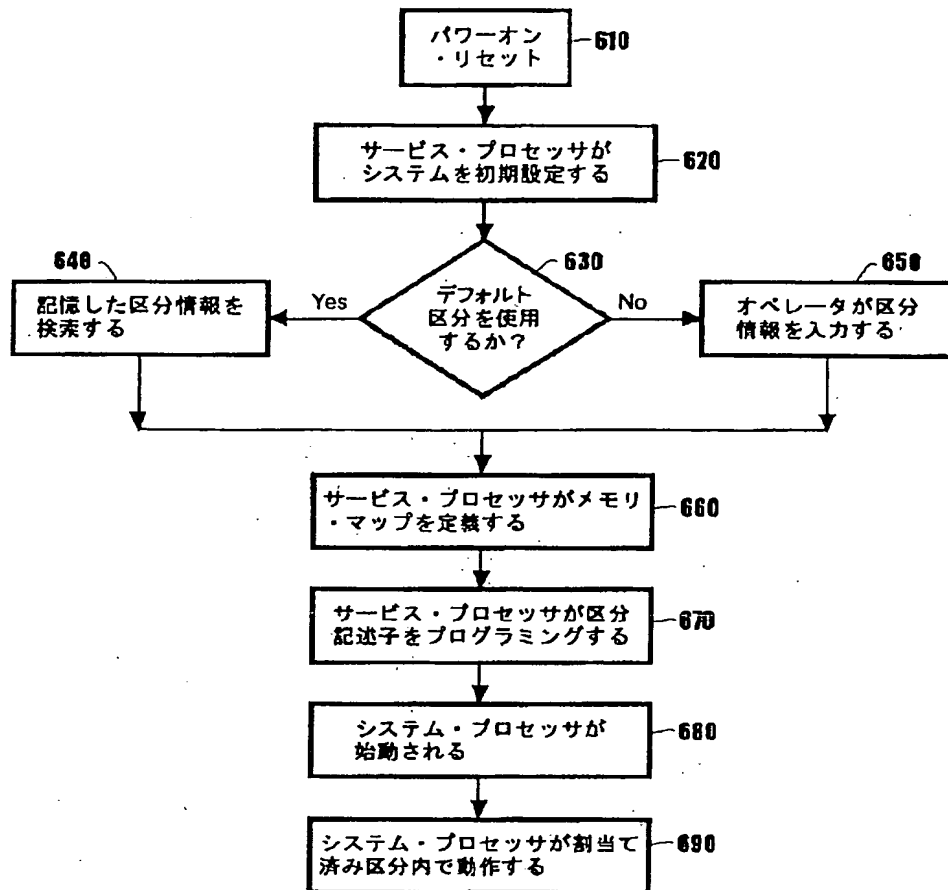 パワーオン
・リセット
610
サービス・プロセッサが
システムを初期設定する
620
630
デフォルト
区分を使用
するか？
Yes
No
640
記憶した区分情報を
検索する
650
オペレータが区分
情報を入力する
サービス・プロセッサがメモリ
・マップを定義する
660
サービス・プロセッサが区分
記述子をプログラミングする
670
システム・プロセッサが
始動される
680
システム・プロセッサが割当て
済み区分内で動作する
690